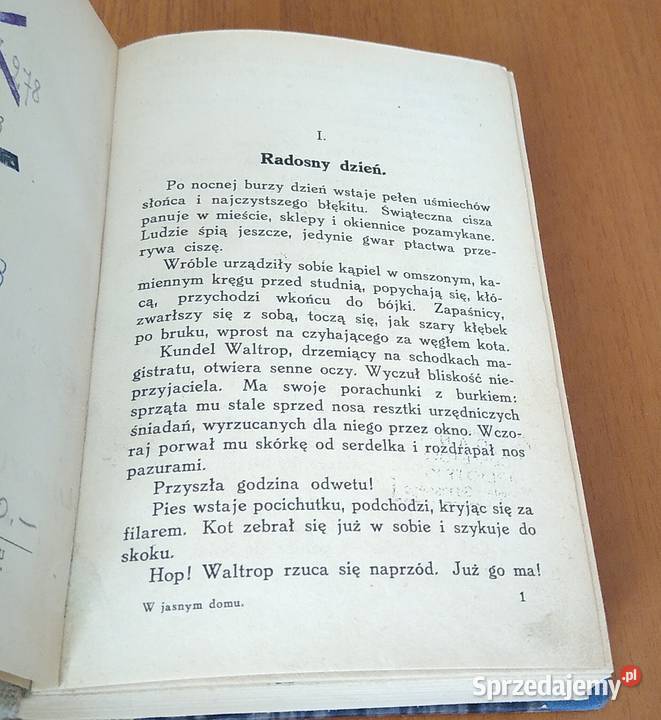 I.
Radosny dzień.
Po nocnej burzy dzień wstaje pełen uśmiechów
słońca i najczystszego błękitu. Świąteczna cisza
panuje w mieście, sklepy i okiennice pozamykane.
Ludzie śpią jeszcze, jedynie gwar ptactwa prze-
rywa ciszę.
Wróble urządziły sobie kąpiel w omszonym, ka-
miennym kręgu przed studnią, popychają się, kłó-
cą, przychodzi wkońcu do bójki. Zapaśnicy,
zwarłszy się z sobą, toczą się, jak szary kłębek
po bruku, wprost na czyhającego za węgłem kota.
Kundel Waltrop, drzemiący na schodkach ma-
gistratu, otwiera senne oczy. Wyczuł bliskość nie-
przyjaciela. Ma swoje porachunki z burkiem:
sprząta mu stale sprzed nosa resztki urzędniczych
śniadań, wyrzucanych dla niego przez okno. Wczo-
raj porwał mu skórkę od serdelka i rozdrapał nos
pazurami.
Przyszła godzina odwetu!
Pies wstaje pocichutku, podchodzi, kryjąc się za
filarem. Kot zebrał się już w sobie i szykuje do
skoku.
Hop! Waltrop rzuca się naprzód. Już go ma!
W jasnym domu.
1
Sprzedajemy.pl